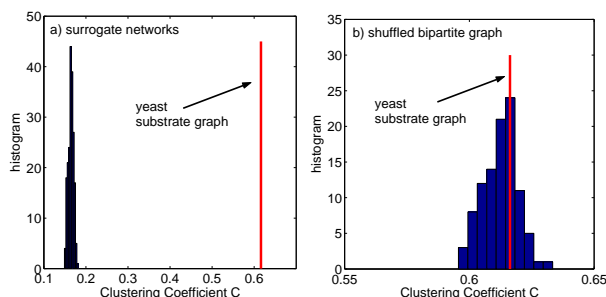 a) surrogate networks
50
40
30
20
10
0
histogram
yeast
substrate graph
0.1 0.2 0.3 0.4 0.5 0.6
Clustering Coefficient C
b) shuffled bipartite graph
35
30
25
20
15
10
5
0
histogram
yeast
substrate graph
0.55 0.6 0.65
Clustering Coefficient C